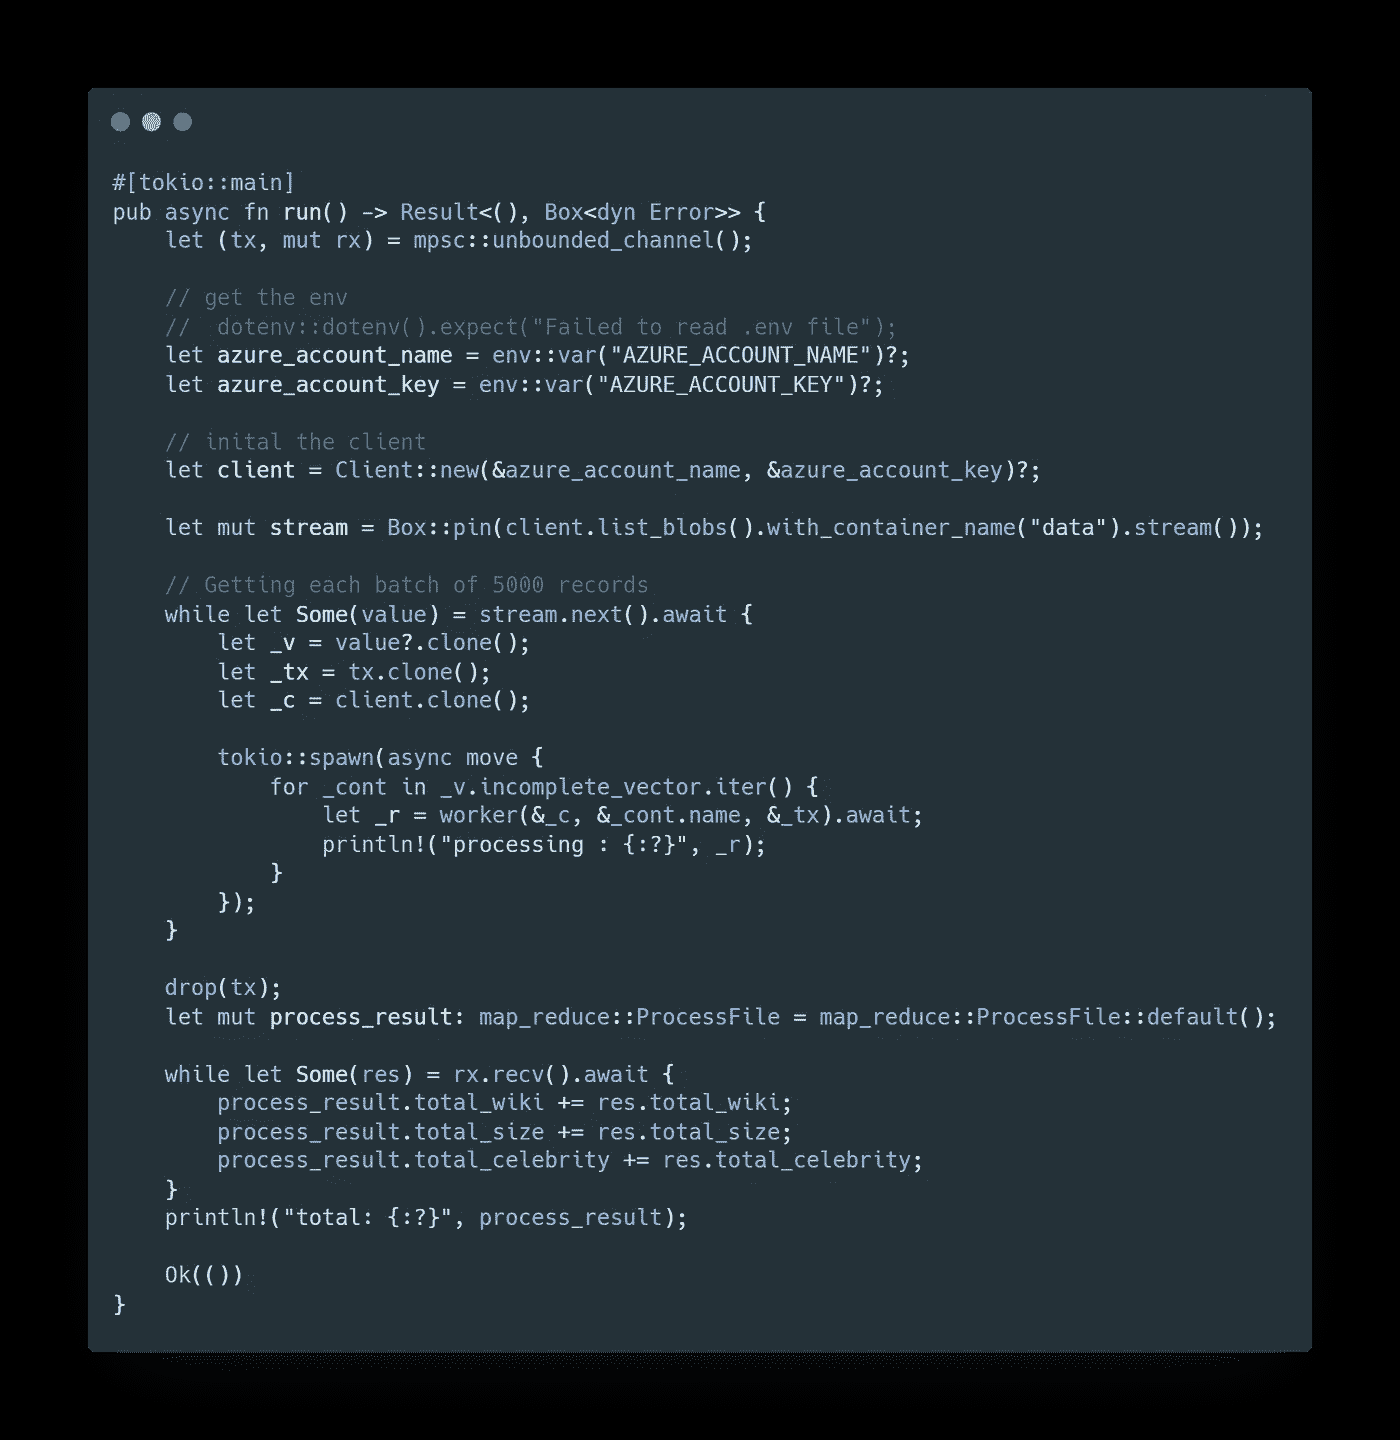 #[tokio::main]
pub async fn run() -> Result<(), Box<dyn Error>> {
    let (tx, mut rx) = mpsc::unbounded_channel();

    // get the env
    //  dotenv::dotenv().expect("Failed to read .env file");
    let azure_account_name = env::var("AZURE_ACCOUNT_NAME")?;
    let azure_account_key = env::var("AZURE_ACCOUNT_KEY")?;

    // inital the client
    let client = Client::new(&azure_account_name, &azure_account_key)?;

    let mut stream = Box::pin(client.list_blobs().with_container_name("data").stream());

    // Getting each batch of 5000 records
    while let Some(value) = stream.next().await {
        let _v = value?.clone();
        let _tx = tx.clone();
        let _c = client.clone();

        tokio::spawn(async move {
            for _cont in _v.incomplete_vector.iter() {
                let _r = worker(&_c, &_cont.name, &_tx).await;
                println!("processing : {:?}", _r);
            }
        });
    }

    drop(tx);
    let mut process_result: map_reduce::ProcessFile = map_reduce::ProcessFile::default();

    while let Some(res) = rx.recv().await {
        process_result.total_wiki += res.total_wiki;
        process_result.total_size += res.total_size;
        process_result.total_celebrity += res.total_celebrity;
    }
    println!("total: {:?}", process_result);

    Ok(())
}